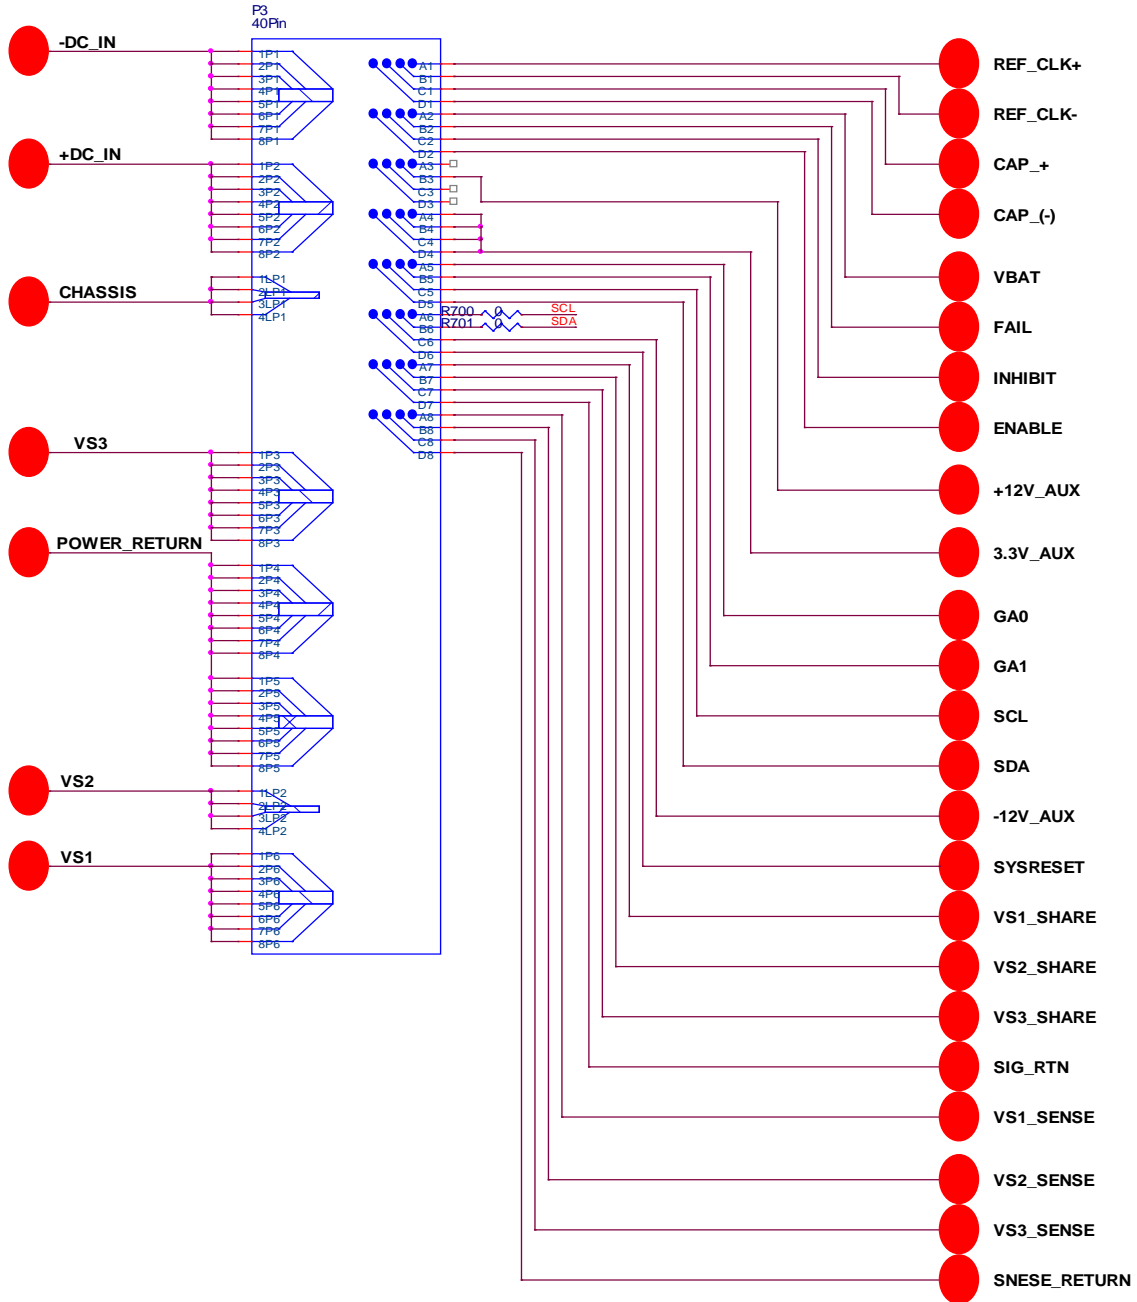 P3
40Pin
-DC_IN
1P1
2P1
3P1
4P1
5P1
6P1
7P1
8P1
+DC_IN
1P2
2P2
3P2
4P2
5P2
6P2
7P2
8P2
CHASSIS
1LP1
2LP1
3LP1
4LP1
VS3
1P3
2P3
3P3
4P3
5P3
6P3
7P3
8P3
POWER_RETURN
1P4
2P4
3P4
4P4
5P4
6P4
7P4
8P4
1P5
2P5
3P5
4P5
5P5
6P5
7P5
8P5
VS2
1LP2
2LP2
3LP2
4LP2
VS1
1P6
2P6
3P6
4P6
5P6
6P6
7P6
8P6
A1
B1
C1
D1
A2
B2
C2
D2
A3
B3
C3
D3
A4
B4
C4
D4
A5
B5
C5
D5
A6
B6
C6
D6
A7
B7
C7
D7
A8
B8
C8
D8
R700 0 SCL
R701 0 SDA
REF_CLK+
REF_CLK-
CAP_+
CAP_(-)
VBAT
FAIL
INHIBIT
ENABLE
+12V_AUX
3.3V_AUX
GA0
GA1
SCL
SDA
-12V_AUX
SYSRESET
VS1_SHARE
VS2_SHARE
VS3_SHARE
SIG_RTN
VS1_SENSE
VS2_SENSE
VS3_SENSE
SNESE_RETURN